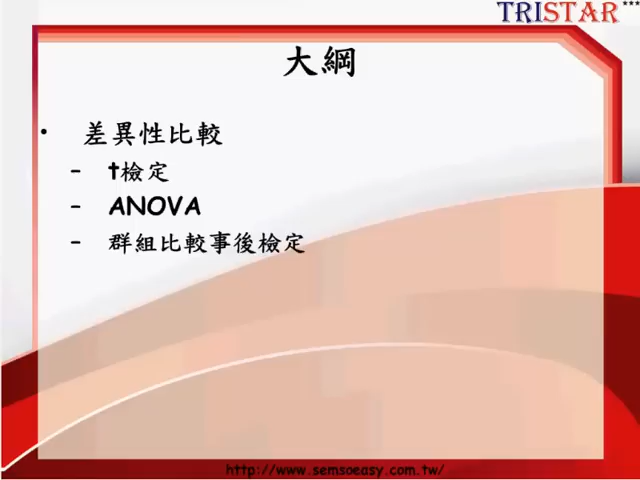 TRISTAR***
大綱
• 差異性比較
– t檢定
– ANOVA
– 群組比較事後檢定
http://www.semsoeasy.com.tw/